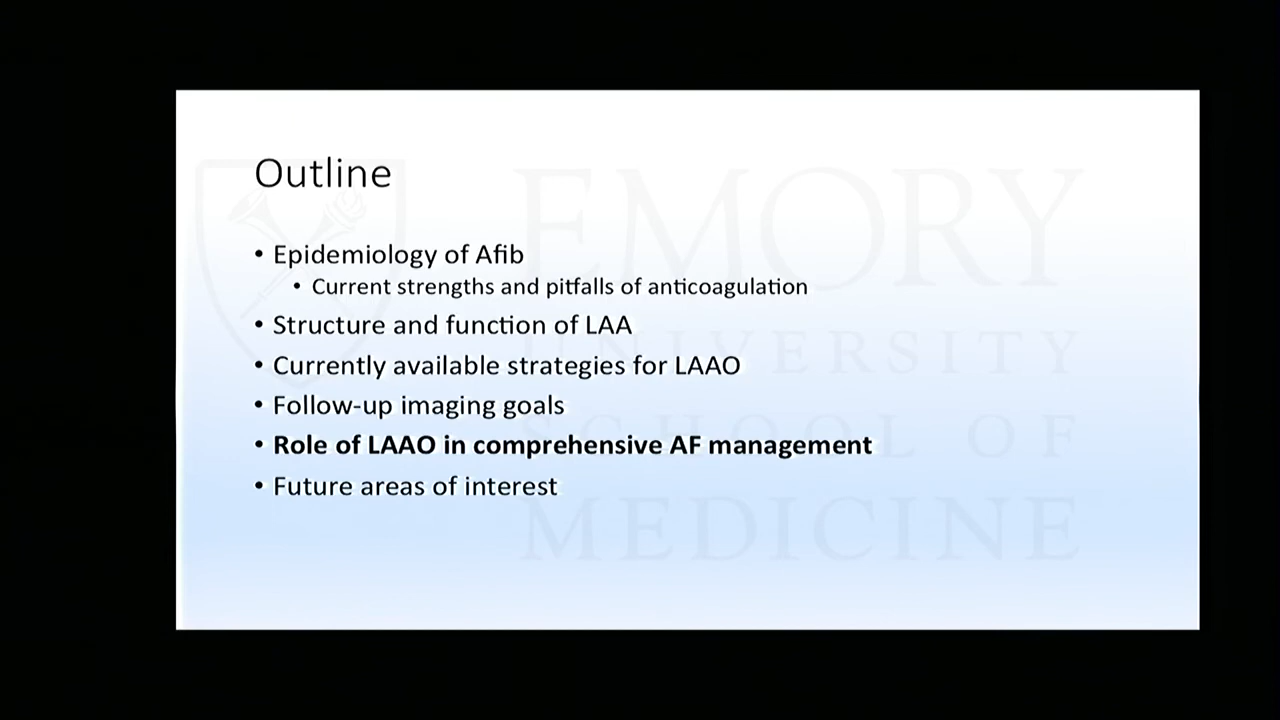 Outline
• Epidemiology of Afib
• Current strengths and pitfalls of anticoagulation
• Structure and function of LAA
• Currently available strategies for LAAO
• Follow-up imaging goals
• Role of LAAO in comprehensive AF management
• Future areas of interest
EMORY
UNIVERSITY
SCHOOL OF
MEDICINE